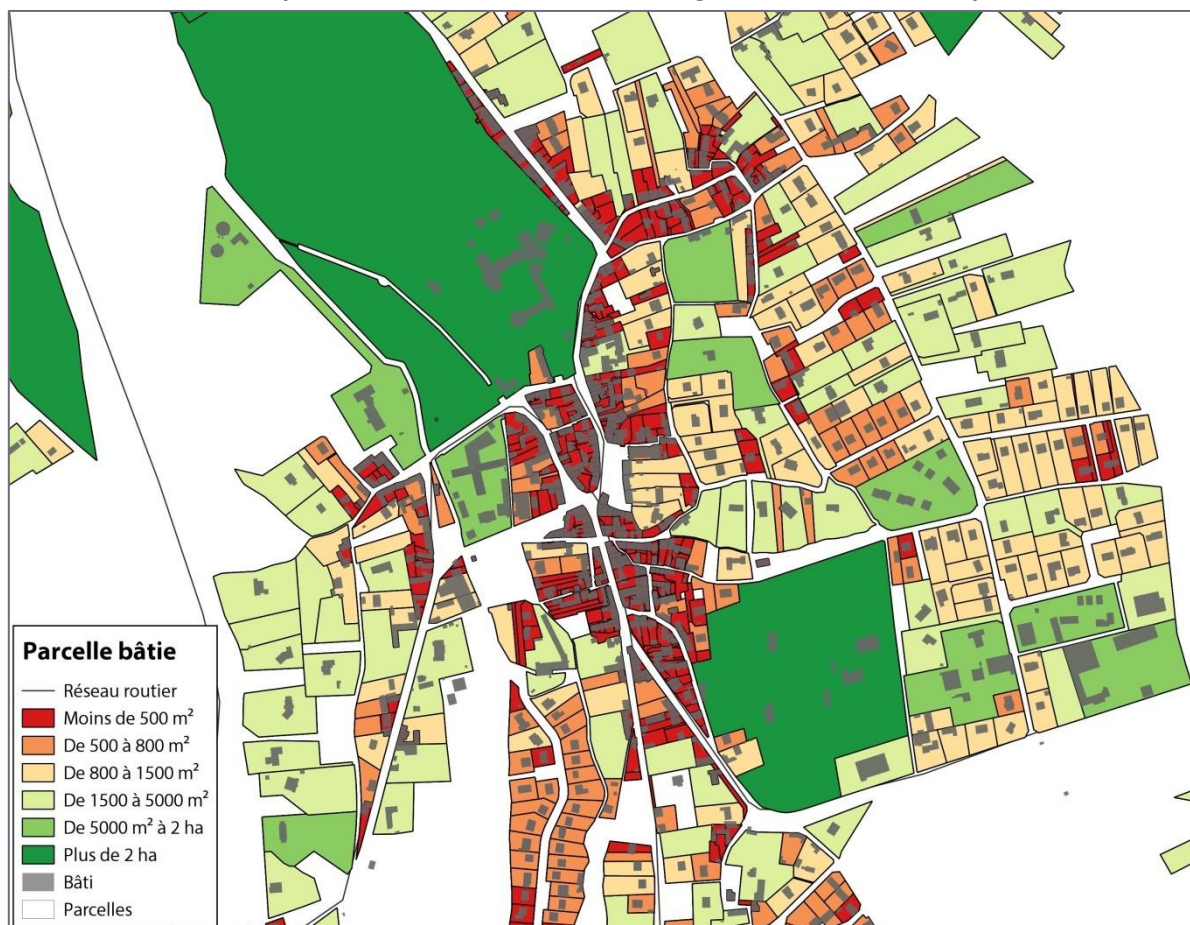 Parcelle bâtie
Réseau routier
Moins de 500 m²
De 500 à 800 m²
De 800 à 1500 m²
De 1500 à 5000 m²
De 5000 m² à 2 ha
Plus de 2 ha
Bâti
Parcelles